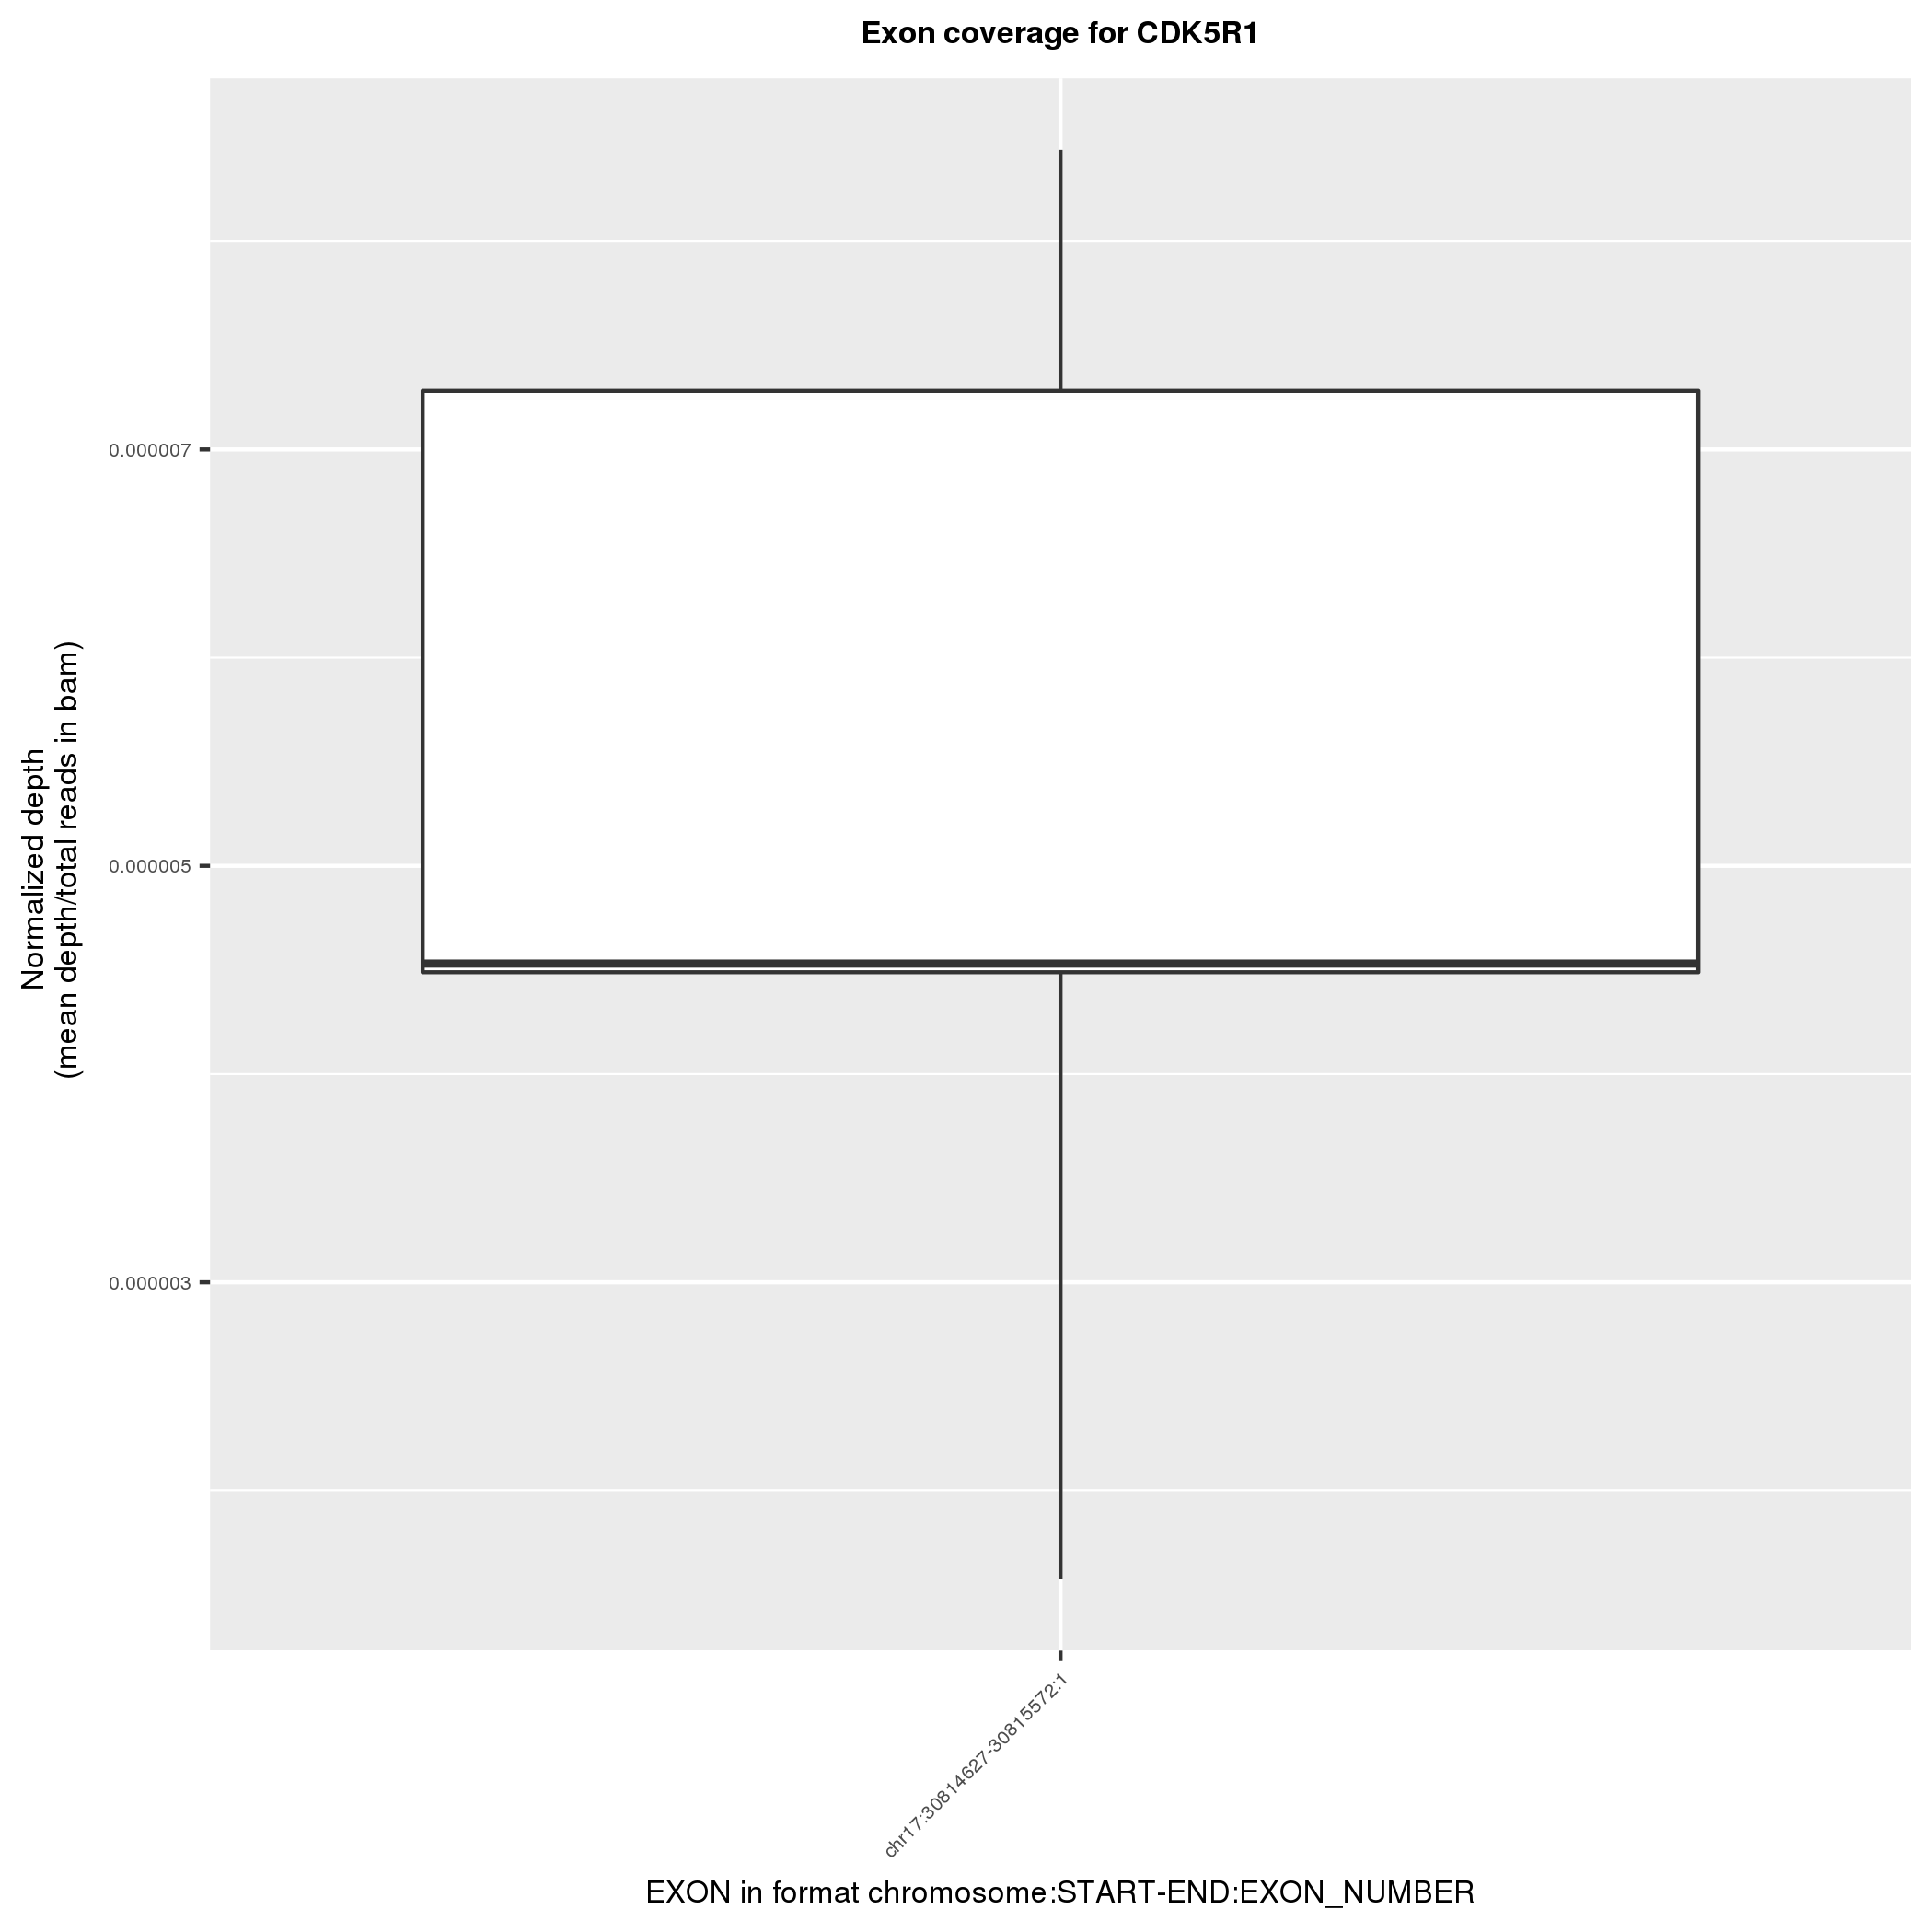 Exon coverage for CDK5R1
Normalized depth
(mean depth/total reads in bam)
0.000007
0.000005
0.000003
chr17:30814627-30815572:1
EXON in format chromosome:START-END:EXON_NUMBER